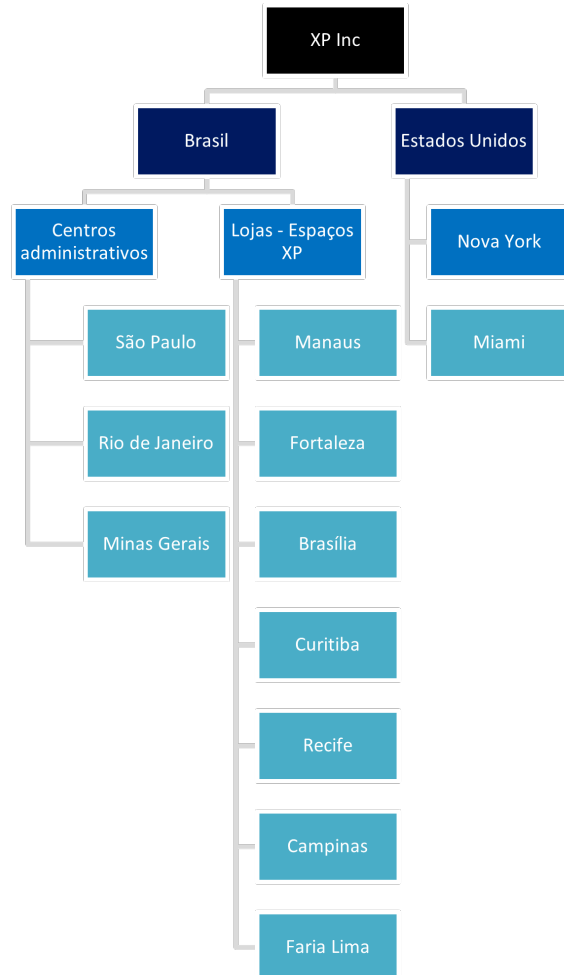 XP Inc
Brasil
Estados Unidos
Centros
administrativos
Lojas - Espaços
XP
Nova York
São Paulo
Manaus
Miami
Rio de Janeiro
Fortaleza
Minas Gerais
Brasília
Curitiba
Recife
Campinas
Faria Lima